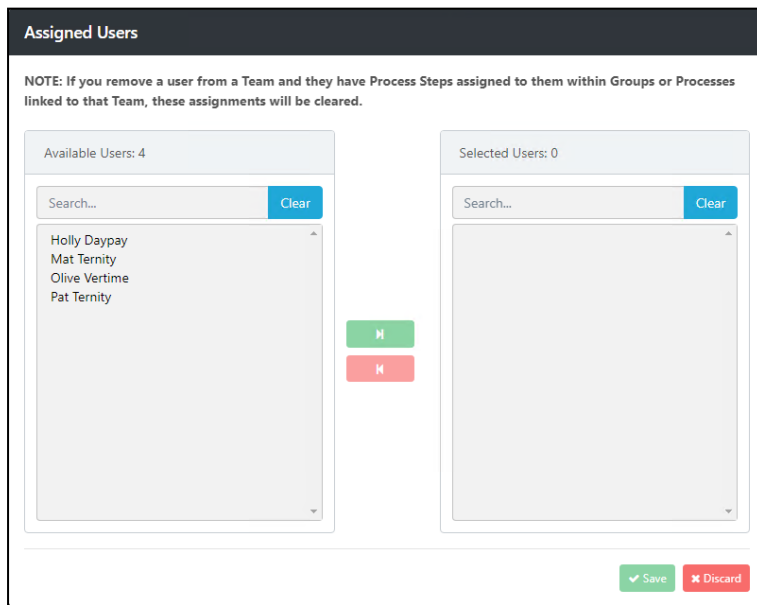 Assigned Users
NOTE: If you remove a user from a Team and they have Process Steps assigned to them within Groups or Processes
linked to that Team, these assignments will be cleared.
Available Users: 4
Search...
Clear
Holly Daypay
Mat Ternity
Olive Vertime
Pat Ternity
Selected Users: 0
Search...
Clear
Save
Discard